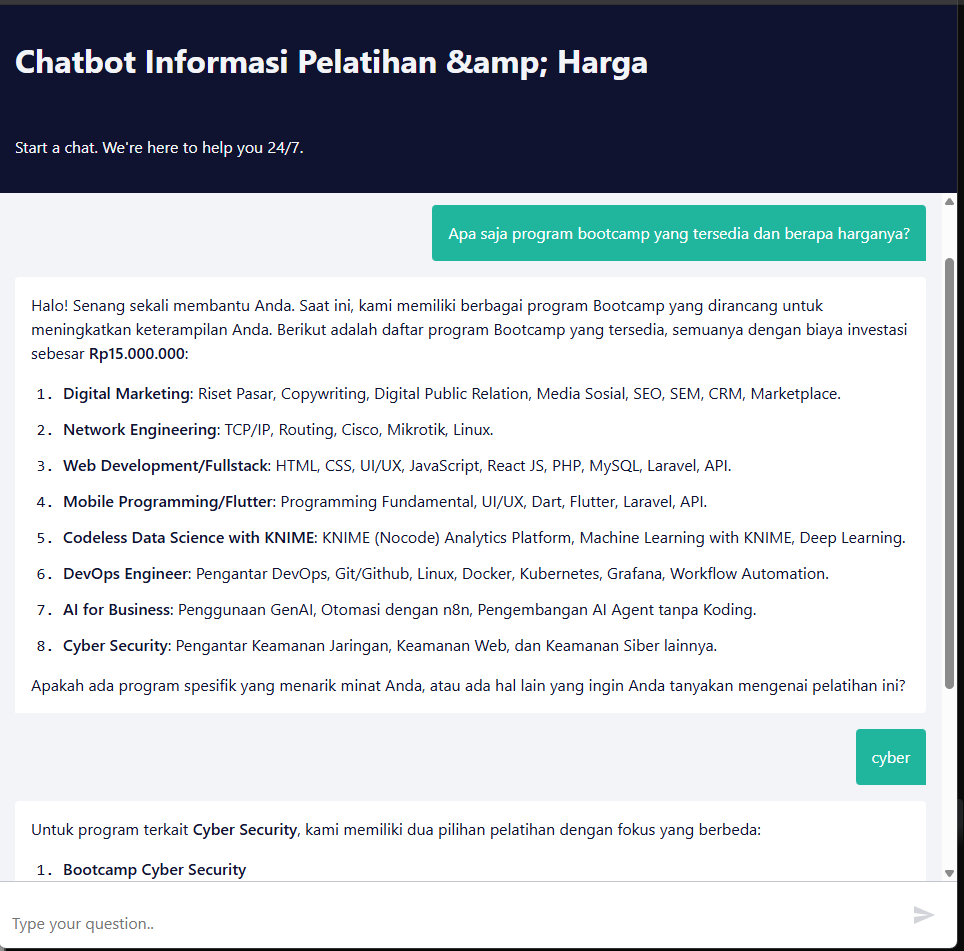 Chatbot Informasi Pelatihan &amp; Harga
Start a chat. We're here to help you 24/7.
Apa saja program bootcamp yang tersedia dan berapa harganya?
Halo! Senang sekali membantu Anda. Saat ini, kami memiliki berbagai program Bootcamp yang dirancang untuk
meningkatkan keterampilan Anda. Berikut adalah daftar program Bootcamp yang tersedia, semuanya dengan biaya investasi
sebesar Rp15.000.000:
1. Digital Marketing: Riset Pasar, Copywriting, Digital Public Relation, Media Sosial, SEO, SEM, CRM, Marketplace.
2. Network Engineering: TCP/IP, Routing, Cisco, Mikrotik, Linux.
3. Web Development/Fullstack: HTML, CSS, UI/UX, JavaScript, React JS, PHP, MySQL, Laravel, API.
4. Mobile Programming/Flutter: Programming Fundamental, UI/UX, Dart, Flutter, Laravel, API.
5. Codeless Data Science with KNIME: KNIME (Nocode) Analytics Platform, Machine Learning with KNIME, Deep Learning.
6. DevOps Engineer: Pengantar DevOps, Git/Github, Linux, Docker, Kubernetes, Grafana, Workflow Automation.
7. AI for Business: Penggunaan GenAI, Otomasi dengan n8n, Pengembangan AI Agent tanpa Koding.
8. Cyber Security: Pengantar Keamanan Jaringan, Keamanan Web, dan Keamanan Siber lainnya.
Apakah ada program spesifik yang menarik minat Anda, atau ada hal lain yang ingin Anda tanyakan mengenai pelatihan ini?
cyber
Untuk program terkait Cyber Security, kami memiliki dua pilihan pelatihan dengan fokus yang berbeda:
1. Bootcamp Cyber Security
Type your question..